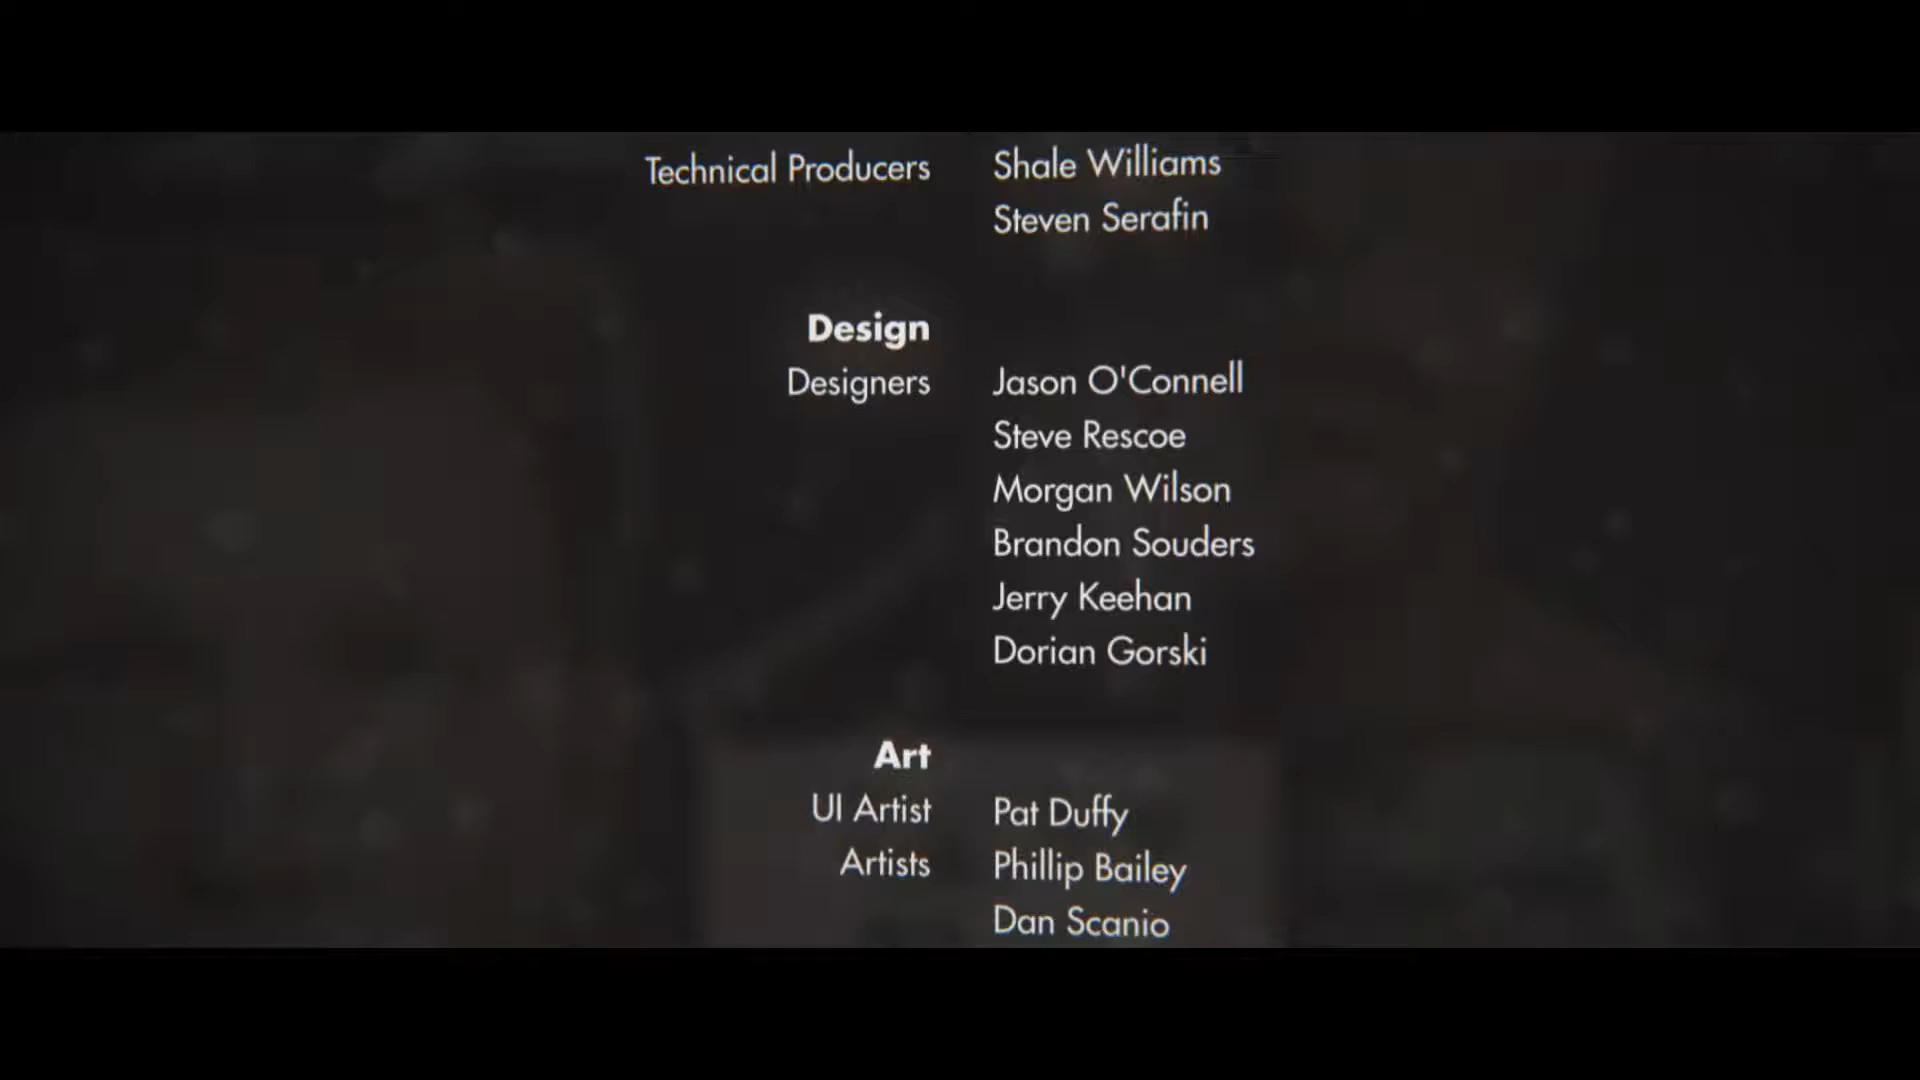 Technical Producers Shale Williams
Steven Serafin
Design
Designers Jason O'Connell
Steve Rescoe
Morgan Wilson
Brandon Souders
Jerry Keehan
Dorian Gorski
Art
UI Artist Pat Duffy
Artists Phillip Bailey
Dan Scanio